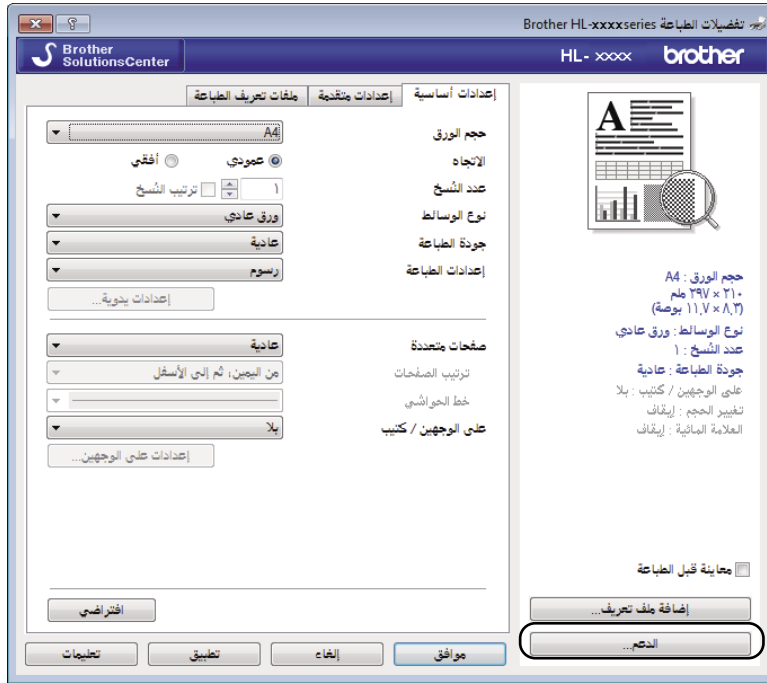 تفضيلات الطباعة Brother HL-xxxx series
Brother SolutionsCenter
HL- xxxx
brother
إعدادات أساسية
إعدادات متقدمة
ملفات تعريف الطباعة
حجم الورق
A4
الاتجاه
عمودي
أفقي
عدد النُسخ
١
ترتيب النُسخ
نوع الوسائط
ورق عادي
جودة الطباعة
عادية
إعدادات الطباعة
رسوم
إعدادات يدوية...
صفحات متعددة
عادية
ترتيب الصفحات
من اليمين، ثم إلى الأسفل
خط الحواشي
على الوجهين / كتيب
بلا
إعدادات على الوجهين...
افتراضي
A
حجم الورق : A4
٢١٠ × ٢٩٧ ملم
(٨,٣ × ١١,٧ بوصة)
نوع الوسائط : ورق عادي
عدد النُسخ : ١
جودة الطباعة : عادية
على الوجهين / كتيب : بلا
تغيير الحجم : إيقاف
العلامة المائية : إيقاف
معاينة قبل الطباعة
إضافة ملف تعريف...
الدعم...
موافق
إلغاء
تطبيق
تعليمات